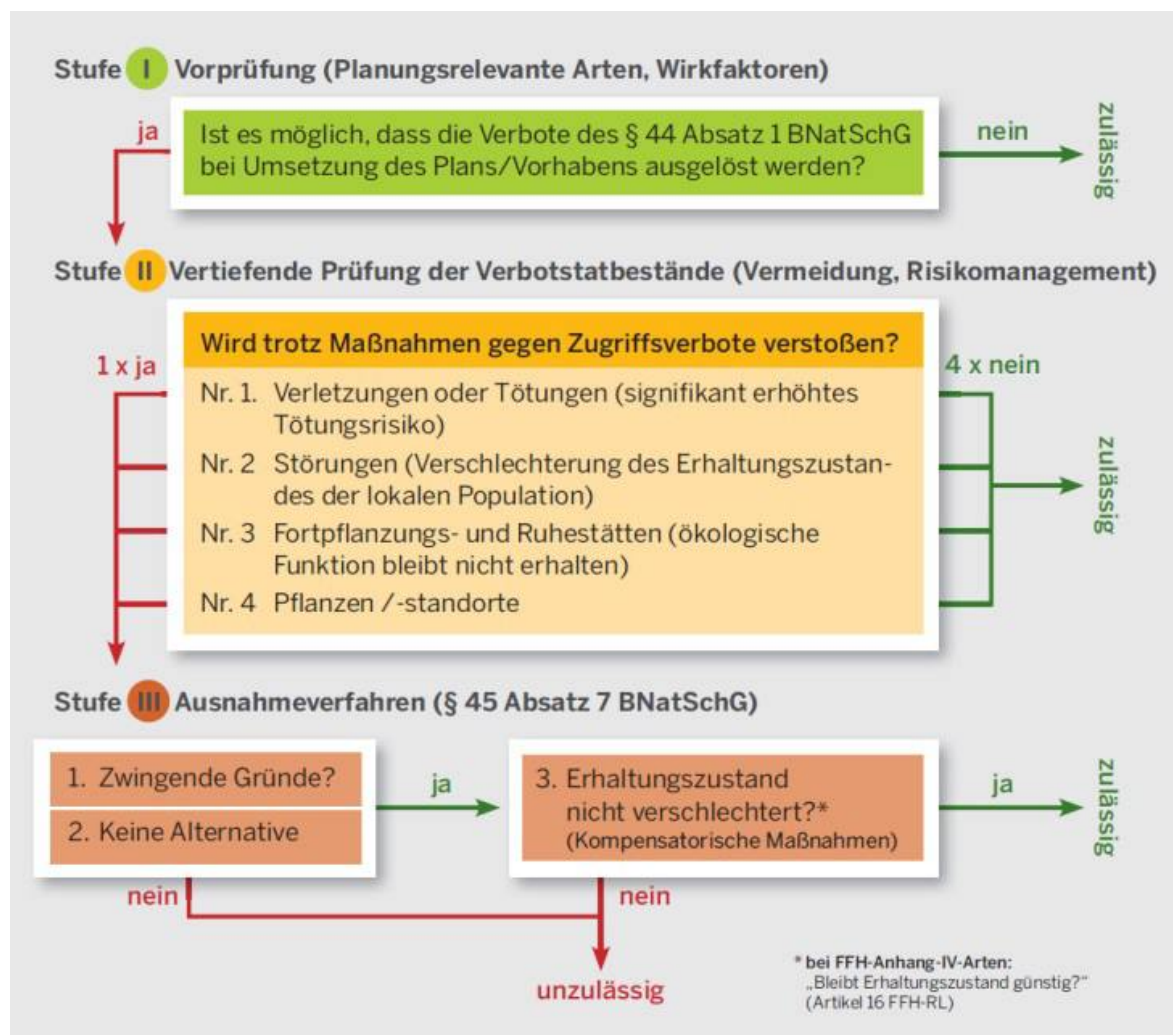 Stufe I Vorprüfung (Planungsrelevante Arten, Wirkfaktoren)
ja
Ist es möglich, dass die Verbote des § 44 Absatz 1 BNatSchG
bei Umsetzung des Plans/Vorhabens ausgelöst werden?
nein
zulässig
Stufe II Vertiefende Prüfung der Verbotstatbestände (Vermeidung, Risikomanagement)
1 x ja
Wird trotz Maßnahmen gegen Zugriffsverbote verstoßen?
4 x nein
Nr. 1. Verletzungen oder Tötungen (signifikant erhöhtes
Tötungsrisiko)
Nr. 2 Störungen (Verschlechterung des Erhaltungszustan-
des der lokalen Population)
Nr. 3 Fortpflanzungs- und Ruhestätten (ökologische
Funktion bleibt nicht erhalten)
Nr. 4 Pflanzen /-standorte
zulässig
Stufe III Ausnahmeverfahren (§ 45 Absatz 7 BNatSchG)
1. Zwingende Gründe?
2. Keine Alternative
ja
3. Erhaltungszustand
nicht verschlechtert?*
(Kompensatorische Maßnahmen)
ja
zulässig
nein
nein
unzulässig
* bei FFH-Anhang-IV-Arten:
„Bleibt Erhaltungszustand günstig?"
(Artikel 16 FFH-RL)